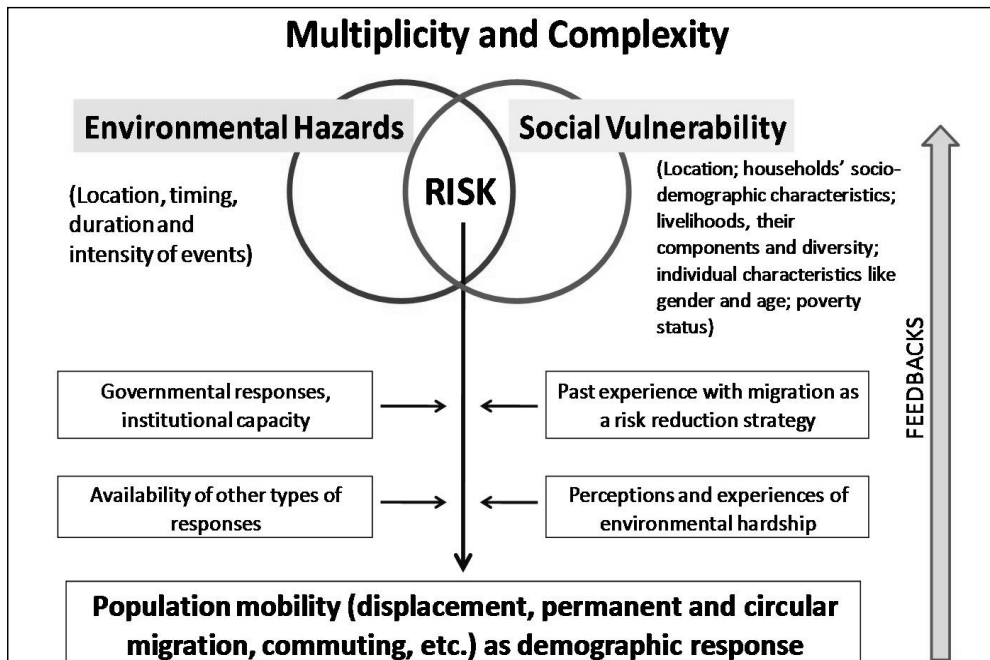 Multiplicity and Complexity
Environmental Hazards
Social Vulnerability
(Location, timing,
duration and
intensity of events)
RISK
(Location; households’ socio-
demographic characteristics;
livelihoods, their
components and diversity;
individual characteristics like
gender and age; poverty
status)
FEEDBACKS
Governmental responses,
institutional capacity
Past experience with migration as
a risk reduction strategy
Availability of other types of
responses
Perceptions and experiences of
environmental hardship
Population mobility (displacement, permanent and circular
migration, commuting, etc.) as demographic response